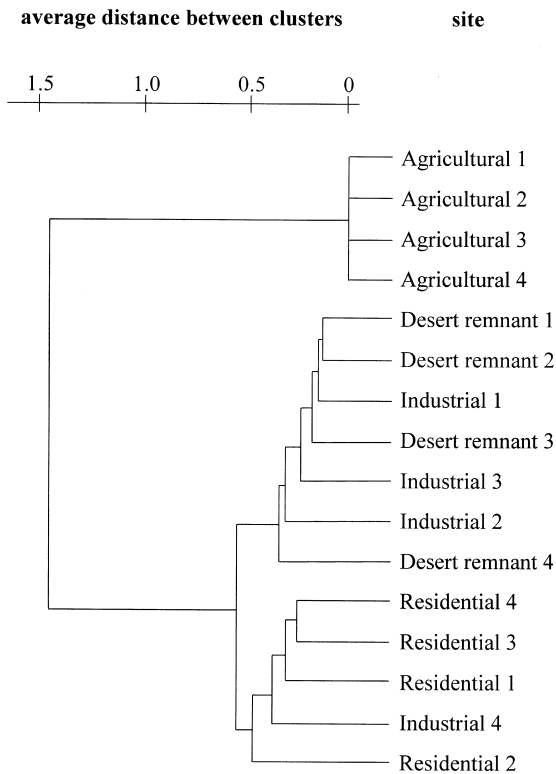 average distance between clusters site
1.5 1.0 0.5 0
Agricultural 1
Agricultural 2
Agricultural 3
Agricultural 4
Desert remnant 1
Desert remnant 2
Industrial 1
Desert remnant 3
Industrial 3
Industrial 2
Desert remnant 4
Residential 4
Residential 3
Residential 1
Industrial 4
Residential 2